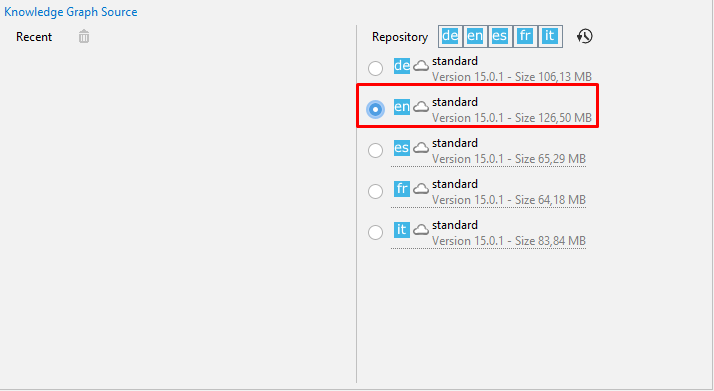 Knowledge Graph Source
Recent
Repository de en es fr it
de standard
Version 15.0.1 - Size 106,13 MB
en standard
Version 15.0.1 - Size 126,50 MB
es standard
Version 15.0.1 - Size 65,29 MB
fr standard
Version 15.0.1 - Size 64,18 MB
it standard
Version 15.0.1 - Size 83,84 MB